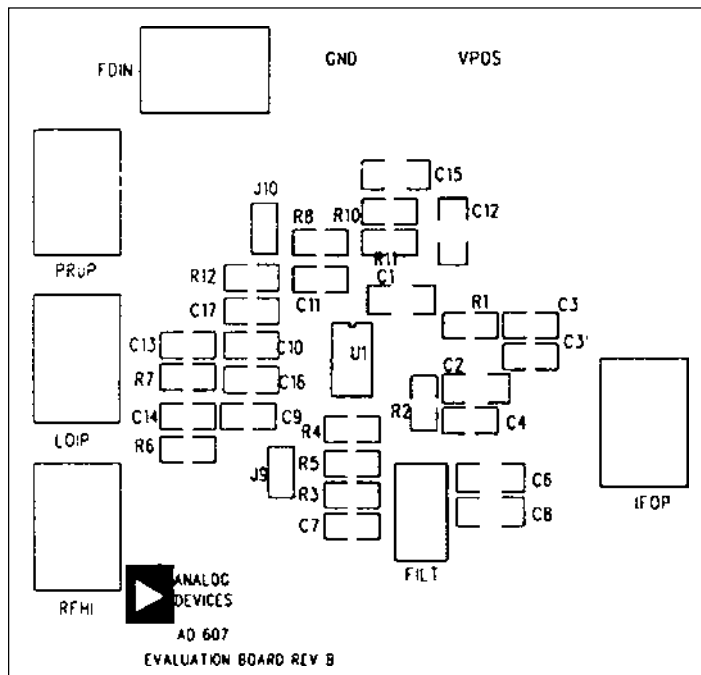 FDIN
GND
VPOS
C15
J10
R8
R10
C12
R11
PRUP
R12
C11
C1
C17
R1
C3
C13
C10
U1
C3'
R7
C16
C2
C14
C9
R2
C4
LOIP
R6
R4
J9
R5
C6
R3
IFOP
C7
C8
FILT
RFHI
ANALOG
DEVICES
AD 607
EVALUATION BOARD REV B